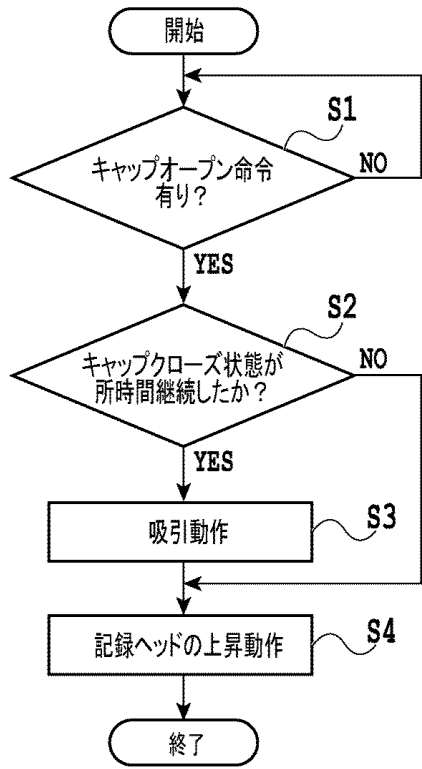 開始
S1
キャップオープン命令
有り？
NO
YES
S2
キャップクローズ状態が
所時間継続したか？
NO
YES
S3
吸引動作
S4
記録ヘッドの上昇動作
終了